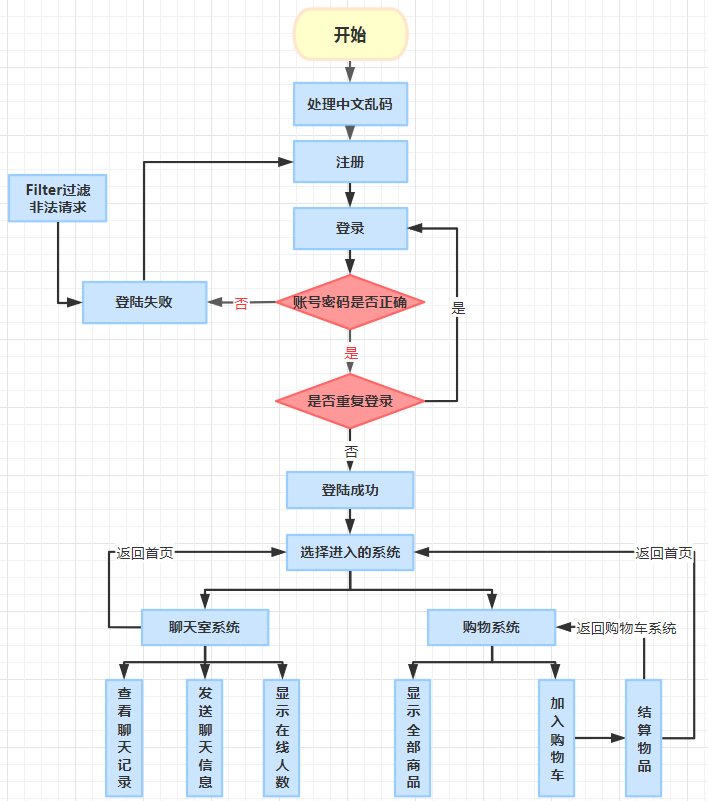 开始
处理中文乱码
注册
Filter过滤
非法请求
登录
登陆失败
否
账号密码是否正确
是
是
是否重复登录
否
登陆成功
返回首页
选择进入的系统
返回首页
聊天室系统
购物系统
返回购物车系统
查看聊天记录
发送聊天信息
显示在线人数
显示全部商品
加入购物车
结算物品